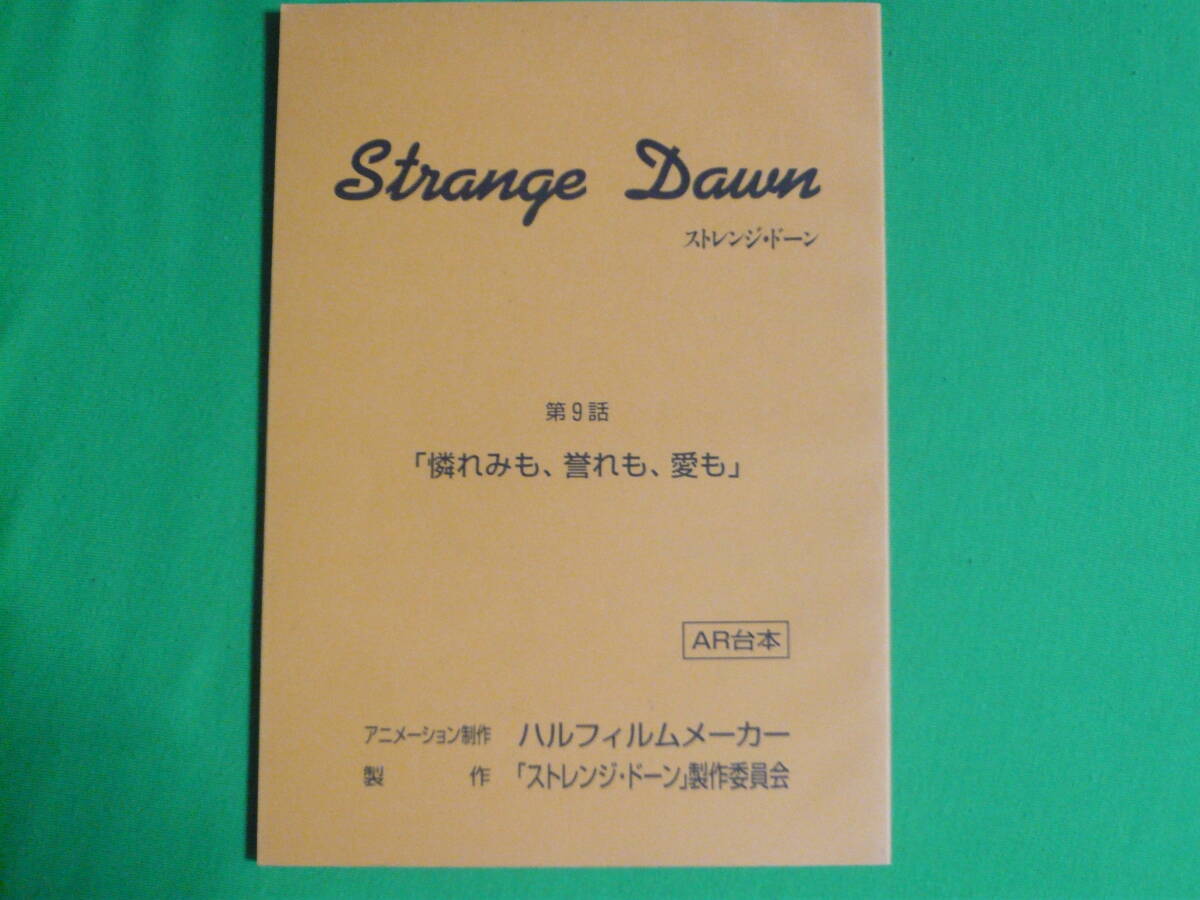 Strange Dawn
ストレンジ・ドーン
第9話
「憐れみも、誉れも、愛も」
AR台本
アニメーション制作 ハルフィルムメーカー
製作 「ストレンジ・ドーン」製作委員会